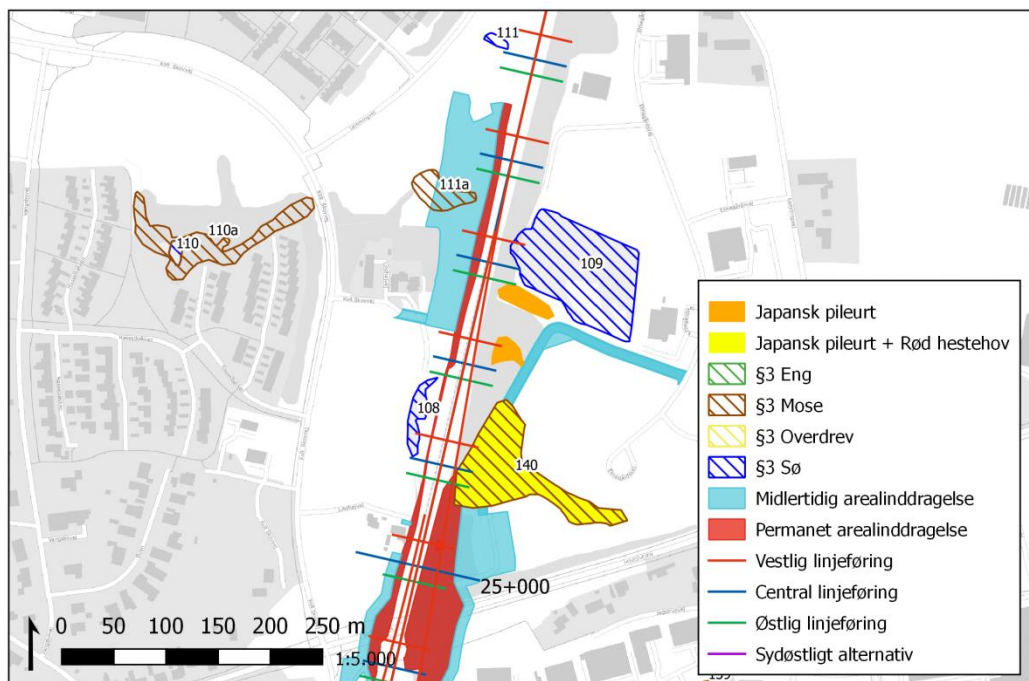 111
111a
110a
110
109
108
140
25+000
0 50 100 150 200 250 m
1:5.000
Japansk pileurt
Japansk pileurt + Rød hestehov
§3 Eng
§3 Mose
§3 Overdrev
§3 Sø
Midlertidig arealinddragelse
Permanet arealinddragelse
Vestlig linjeføring
Central linjeføring
Østlig linjeføring
Sydøstligt alternativ